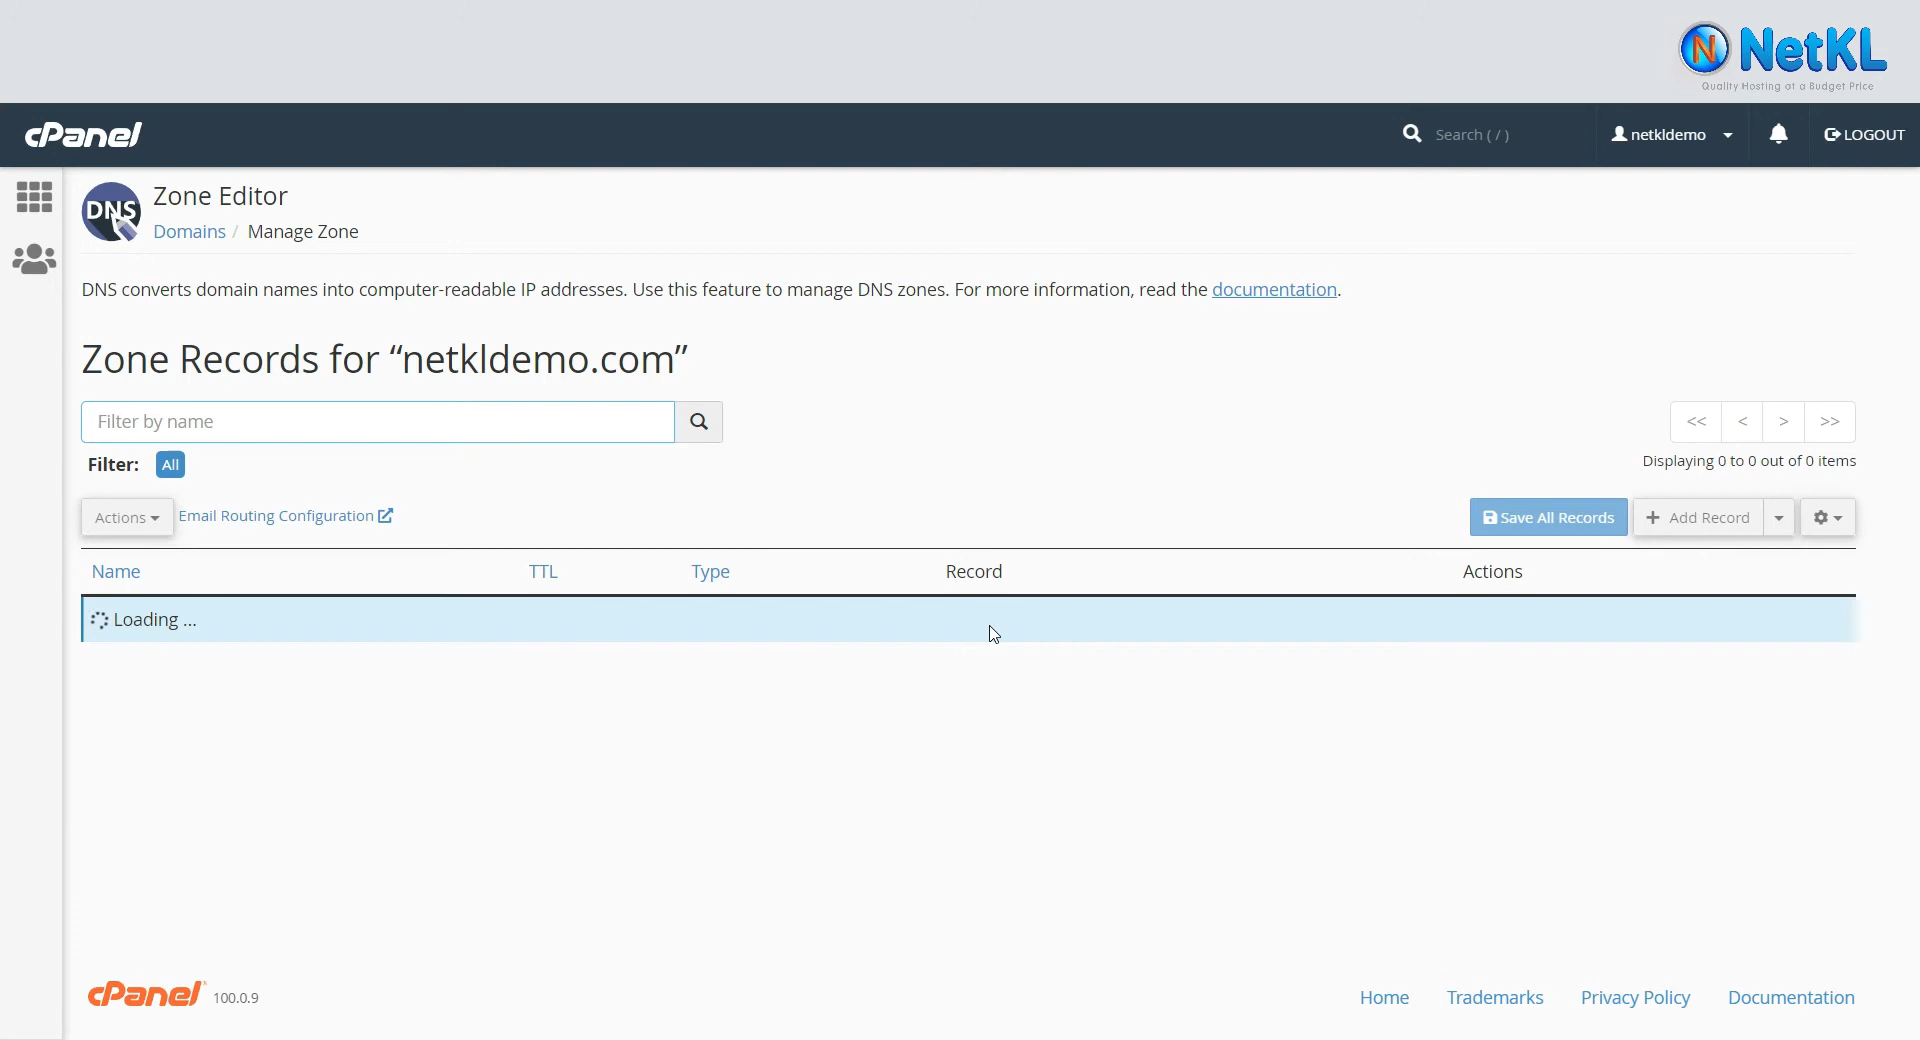 N NetKL
Quality Hosting at a Budget Price
cPanel
Search ( / )
netkldemo
LOGOUT
DNS
Zone Editor
Domains / Manage Zone
DNS converts domain names into computer-readable IP addresses. Use this feature to manage DNS zones. For more information, read the documentation.
Zone Records for “netkldemo.com”
Filter by name
<< < > >>
Filter: All
Displaying 0 to 0 out of 0 items
Actions Email Routing Configuration
Save All Records + Add Record
Name TTL Type Record Actions
Loading ...
cPanel 100.0.9
Home Trademarks Privacy Policy Documentation